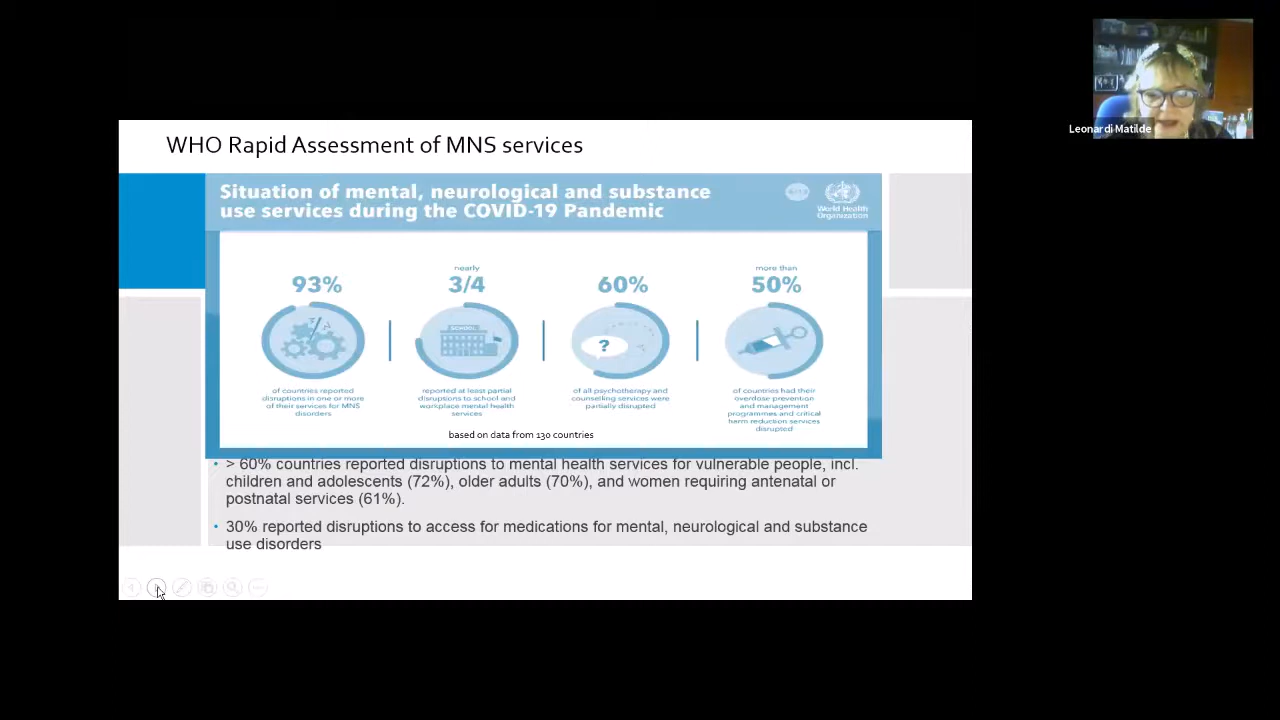 Leonardi Matilde
WHO Rapid Assessment of MNS services
Situation of mental, neurological and substance
use services during the COVID-19 Pandemic
World Health
Organization
93%
of countries reported
disruptions in one or more
of their services for MNS
disorders
nearly
3/4
SCHOOL
reported at least partial
disruptions to school and
workplace mental health
services
60%
?
of all psychotherapy and
counselling services were
partially disrupted
more than
50%
of countries had their
overdose prevention
and management
programmes and critical
harm reduction services
disrupted
based on data from 130 countries
• > 60% countries reported disruptions to mental health services for vulnerable people, incl.
children and adolescents (72%), older adults (70%), and women requiring antenatal or
postnatal services (61%).
• 30% reported disruptions to access for medications for mental, neurological and substance
use disorders